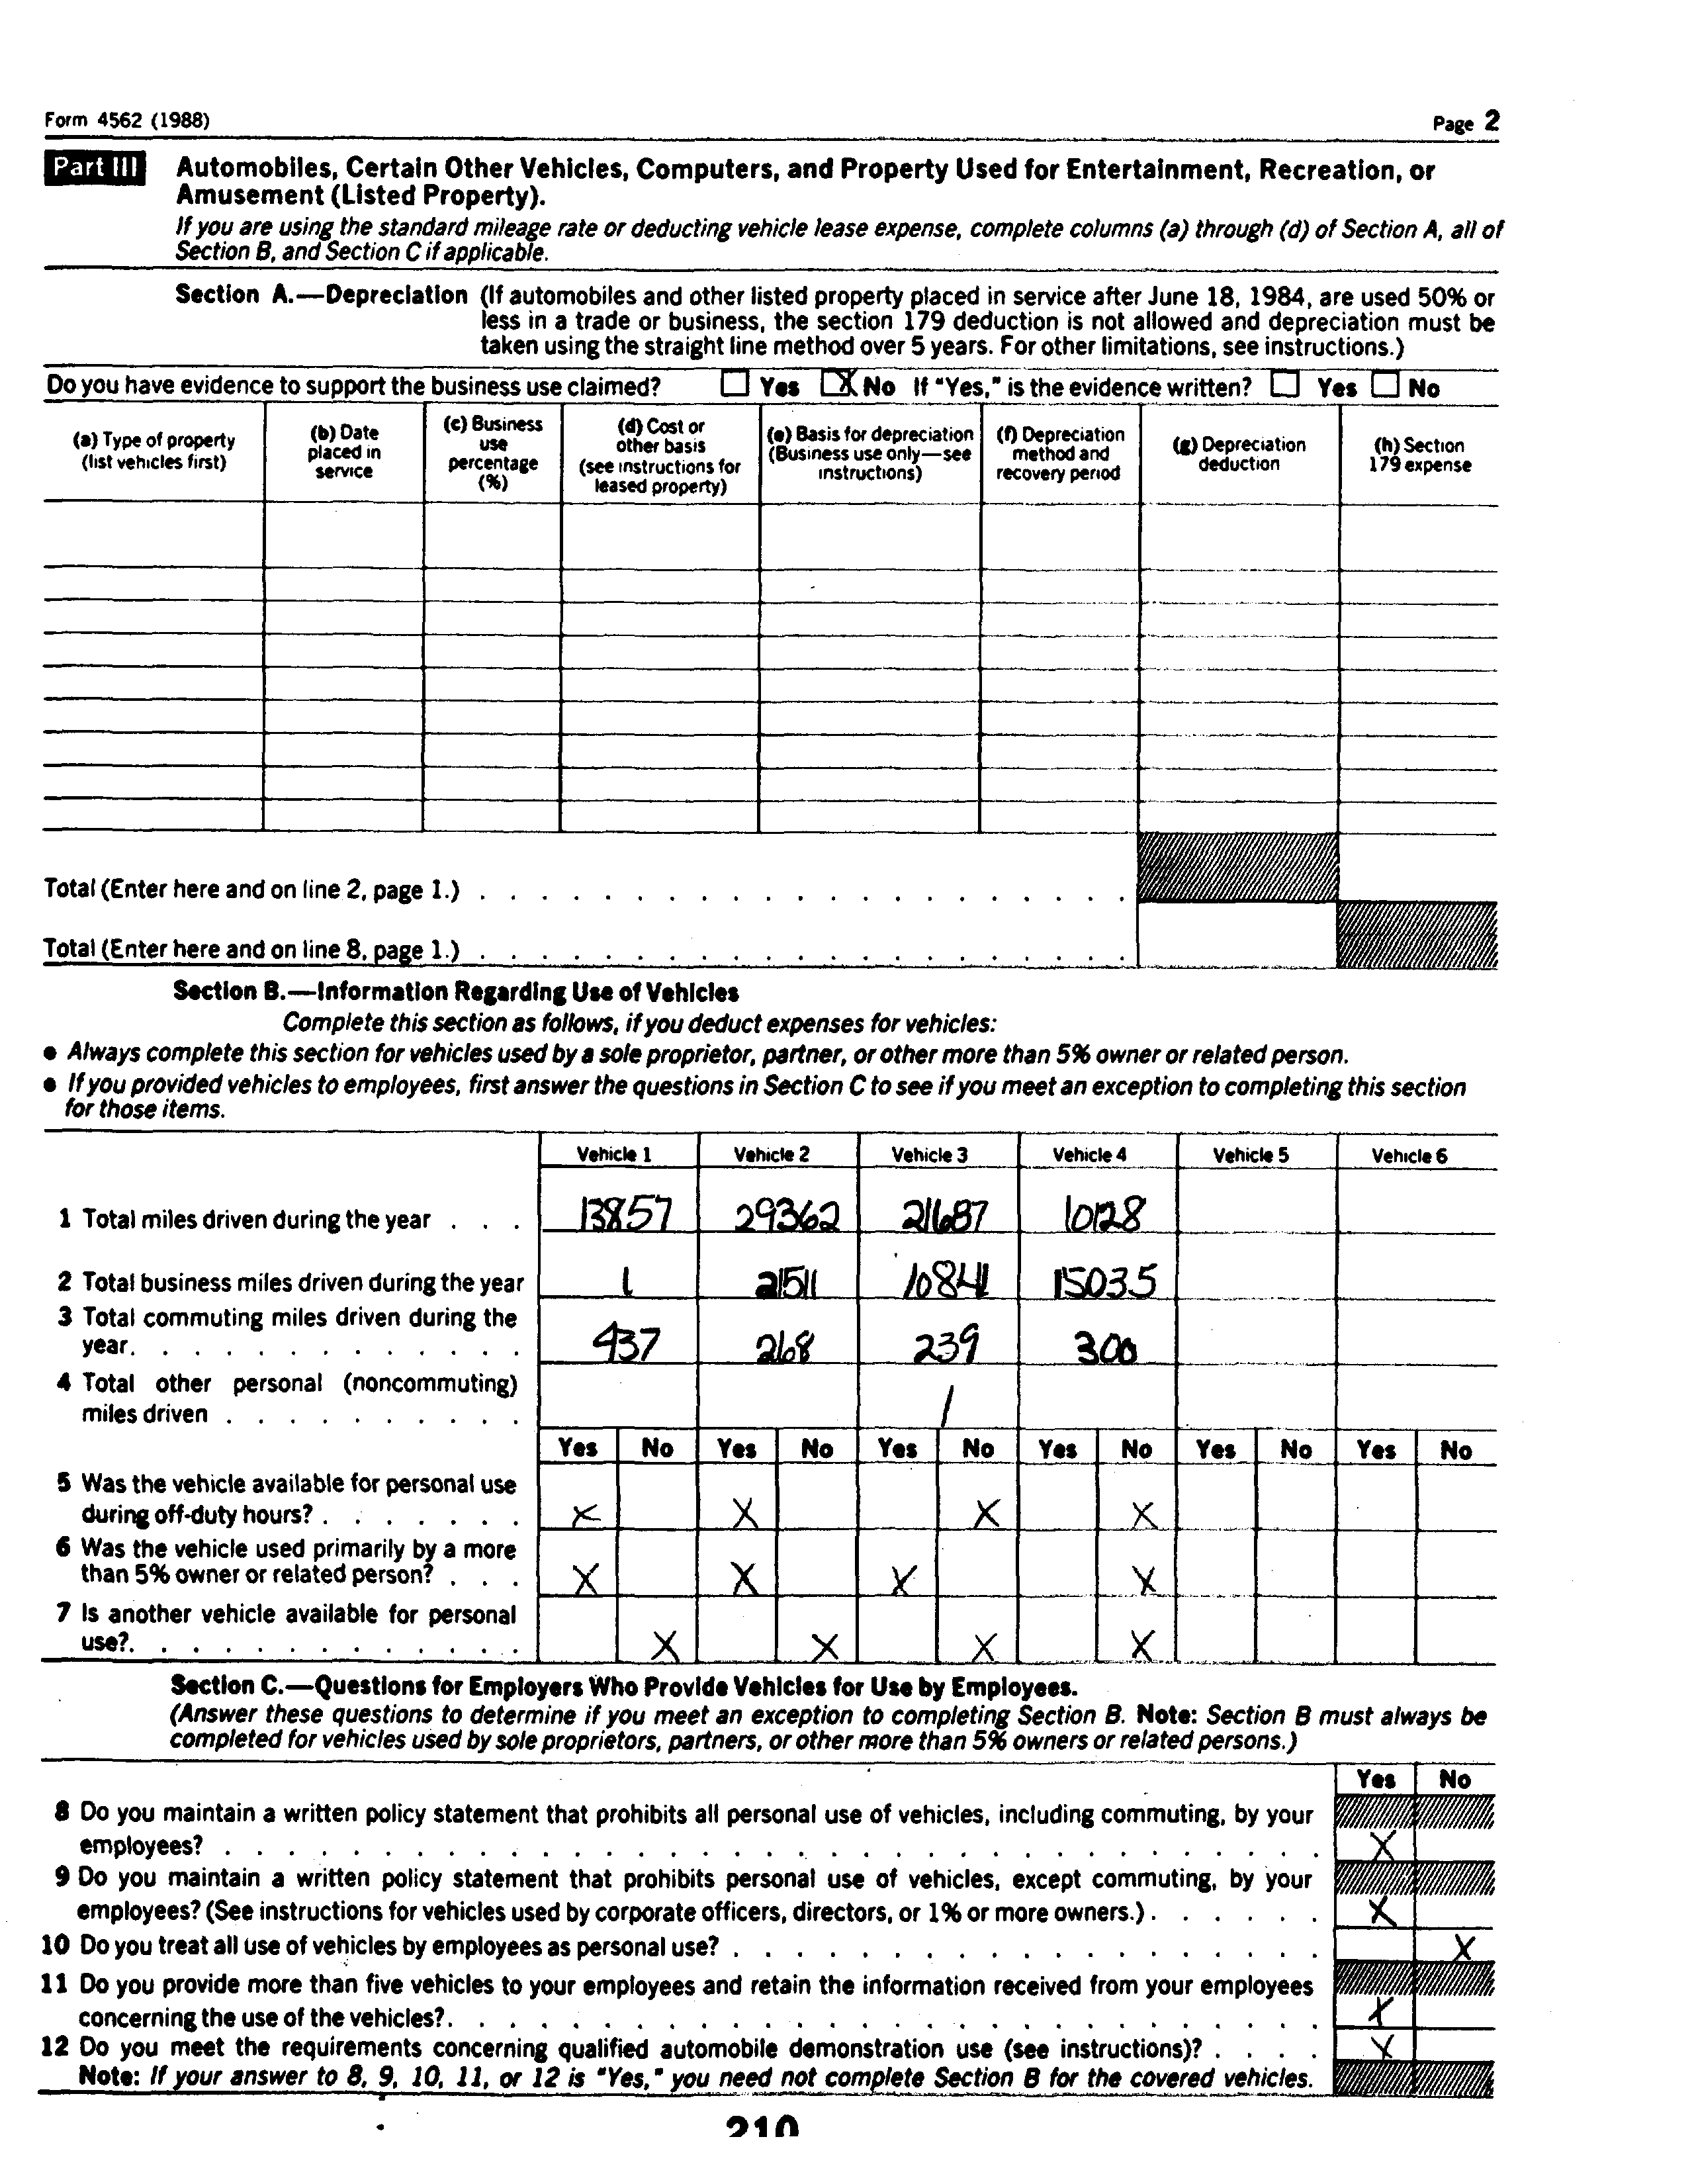 Form 4562 (1988) Page 2
Part III Automobiles, Certain Other Vehicles, Computers, and Property Used for Entertainment, Recreation, or
Amusement (Listed Property).
If you are using the standard mileage rate or deducting vehicle lease expense, complete columns (a) through (d) of Section A, all of
Section B, and Section C if applicable.
Section A.—Depreciation (If automobiles and other listed property placed in service after June 18, 1984, are used 50% or
less in a trade or business, the section 179 deduction is not allowed and depreciation must be
taken using the straight line method over 5 years. For other limitations, see instructions.)
Do you have evidence to support the business use claimed? ☐ Yes ☒ No If "Yes," is the evidence written? ☐ Yes ☐ No
(a) Type of property
(list vehicles first)
(b) Date
placed in
service
(c) Business
use
percentage
(%)
(d) Cost or
other basis
(see instructions for
leased property)
(e) Basis for depreciation
(Business use only—see
instructions)
(f) Depreciation
method and
recovery period
(g) Depreciation
deduction
(h) Section
179 expense
Total (Enter here and on line 2, page 1.) . . . . . . . . . . . . . . . . . . . . .
Total (Enter here and on line 8, page 1.) . . . . . . . . . . . . . . . . . . . . .
Section B.—Information Regarding Use of Vehicles
Complete this section as follows, if you deduct expenses for vehicles:
● Always complete this section for vehicles used by a sole proprietor, partner, or other more than 5% owner or related person.
● If you provided vehicles to employees, first answer the questions in Section C to see if you meet an exception to completing this section
for those items.
Vehicle 1 Vehicle 2 Vehicle 3 Vehicle 4 Vehicle 5 Vehicle 6
1 Total miles driven during the year . . . 13857 29362 21687 10128
2 Total business miles driven during the year 1 21511 10841 15035
3 Total commuting miles driven during the
year. . . . . . . . . . . . . 437 268 239 300
4 Total other personal (noncommuting)
miles driven . . . . . . . . . . /
Yes No Yes No Yes No Yes No Yes No Yes No
5 Was the vehicle available for personal use
during off-duty hours? . . . . . . . X X X X
6 Was the vehicle used primarily by a more
than 5% owner or related person? . . . X X X X
7 Is another vehicle available for personal
use?. . . . . . . . . . . . . X X X X
Section C.—Questions for Employers Who Provide Vehicles for Use by Employees.
(Answer these questions to determine if you meet an exception to completing Section B. Note: Section B must always be
completed for vehicles used by sole proprietors, partners, or other more than 5% owners or related persons.)
Yes No
8 Do you maintain a written policy statement that prohibits all personal use of vehicles, including commuting, by your
employees? . . . . . . . . . . . . . . . . . . . . . . . . . . . . . . . . . . . X
9 Do you maintain a written policy statement that prohibits personal use of vehicles, except commuting, by your
employees? (See instructions for vehicles used by corporate officers, directors, or 1% or more owners.) . . . . . . X
10 Do you treat all use of vehicles by employees as personal use? . . . . . . . . . . . . . . . . . . . X
11 Do you provide more than five vehicles to your employees and retain the information received from your employees
concerning the use of the vehicles?. . . . . . . . . . . . . . . . . . . . . . . . . . . . X
12 Do you meet the requirements concerning qualified automobile demonstration use (see instructions)? . . . . X
Note: If your answer to 8, 9, 10, 11, or 12 is "Yes," you need not complete Section B for the covered vehicles.
210